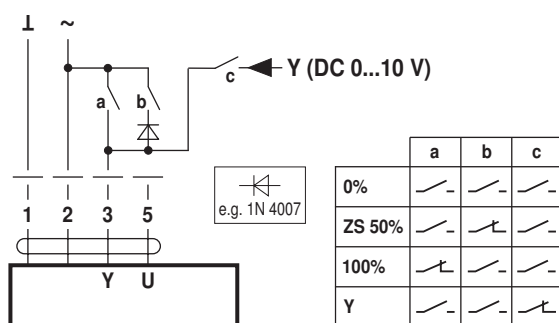 ⊥ ~
Y (DC 0...10 V)
c
a b
e.g. 1N 4007
1 2 3 5
Y U
a b c
0%
ZS 50%
100%
Y